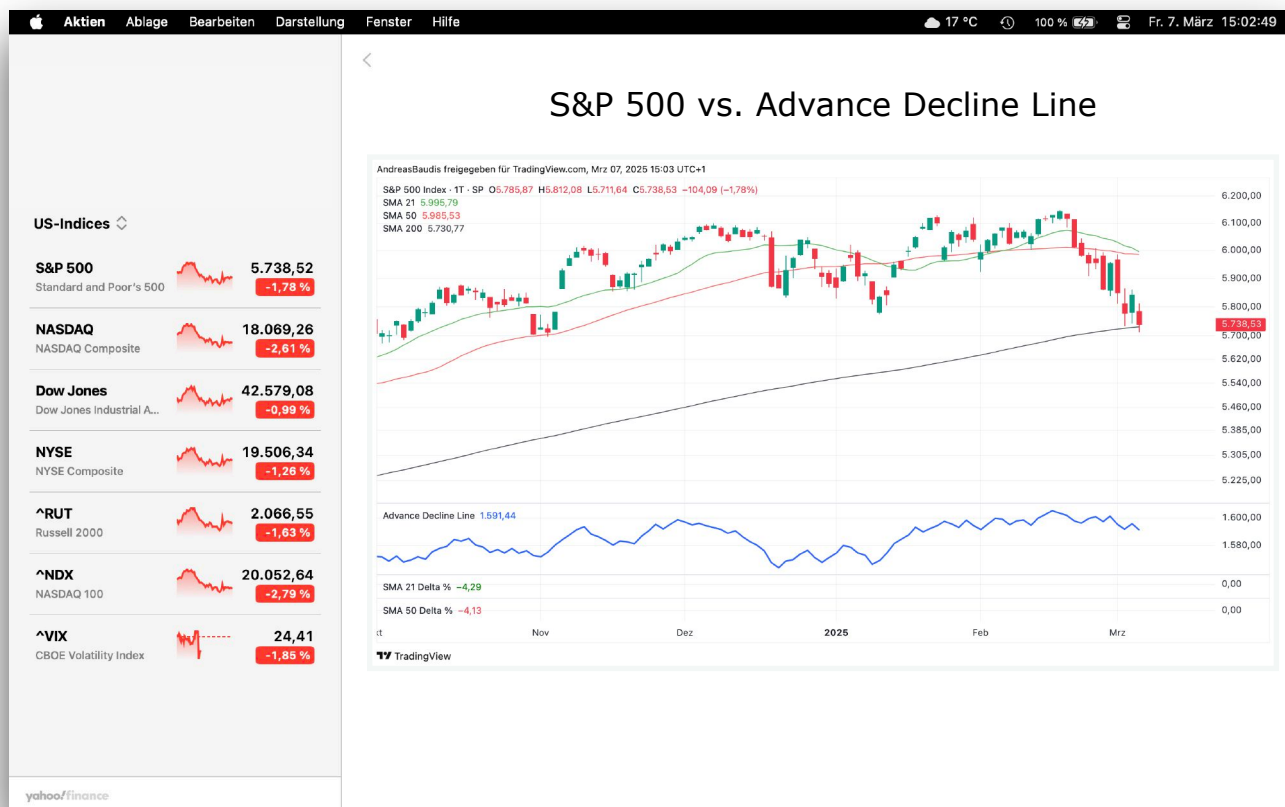 Aktien Ablage Bearbeiten Darstellung Fenster Hilfe 17 °C 100 % Fr. 7. März 15:02:49
US-Indices
S&P 500 5.738,52
Standard and Poor's 500 -1,78 %
NASDAQ 18.069,26
NASDAQ Composite -2,61 %
Dow Jones 42.579,08
Dow Jones Industrial A... -0,99 %
NYSE 19.506,34
NYSE Composite -1,26 %
^RUT 2.066,55
Russell 2000 -1,63 %
^NDX 20.052,64
NASDAQ 100 -2,79 %
^VIX 24,41
CBOE Volatility Index -1,85 %
yahoo!finance
S&P 500 vs. Advance Decline Line
AndreasBaudis freigegeben für TradingView.com, Mrz 07, 2025 15:03 UTC+1
S&P 500 Index · 1T · SP O5.785,87 H5.812,08 L5.711,64 C5.738,53 −104,09 (−1,78%)
SMA 21 5.995,79
SMA 50 5.985,53
SMA 200 5.730,77
6.200,00
6.100,00
6.000,00
5.900,00
5.800,00
5.738,53
5.700,00
5.620,00
5.540,00
5.460,00
5.385,00
5.305,00
5.225,00
Advance Decline Line 1.591,44
1.600,00
1.580,00
SMA 21 Delta % −4,29 0,00
SMA 50 Delta % −4,13 0,00
kt Nov Dez 2025 Feb Mrz
TradingView